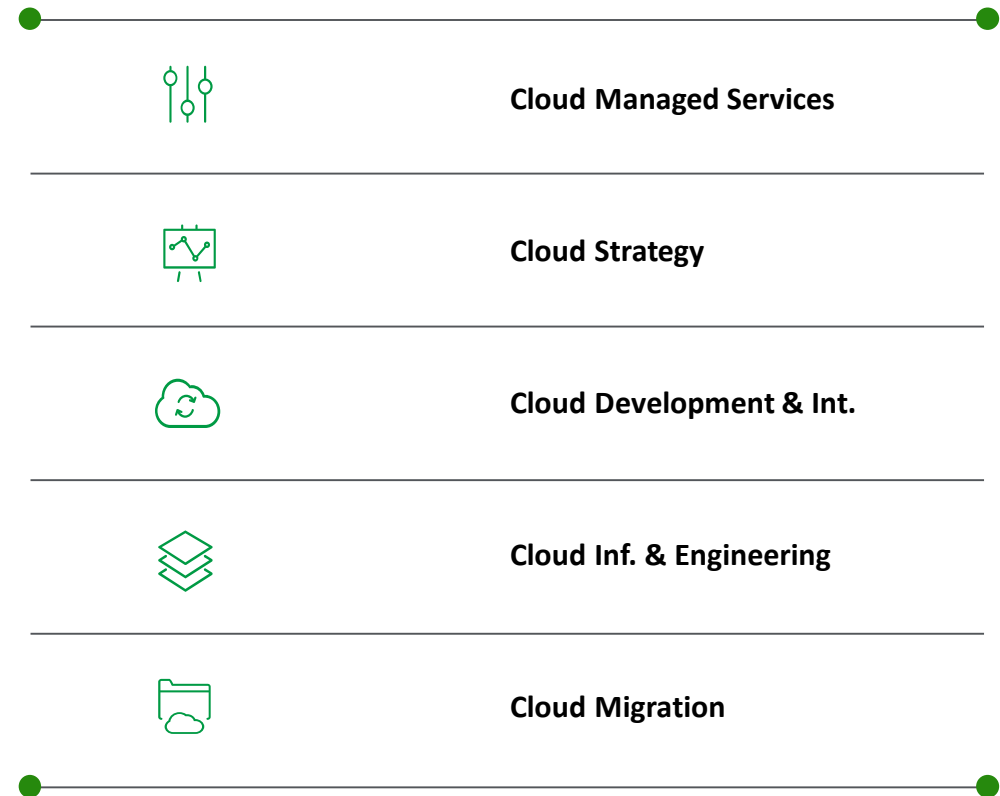 Cloud Managed Services
Cloud Strategy
Cloud Development & Int.
Cloud Inf. & Engineering
Cloud Migration